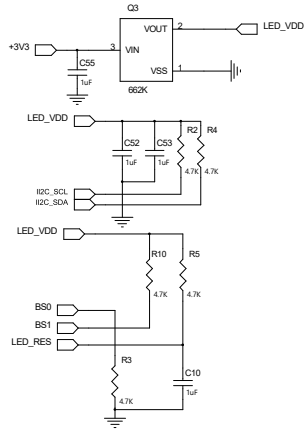 Q3
VOUT 2 LED_VDD
+3V3 3 VIN
C55
VSS 1
1uF
662K
LED_VDD
R2 R4
C52 C53
1uF 1uF
4.7K 4.7K
II2C_SCL
II2C_SDA
LED_VDD
R10 R5
4.7K 4.7K
BS0
BS1
LED_RES
R3 C10
1uF
4.7K